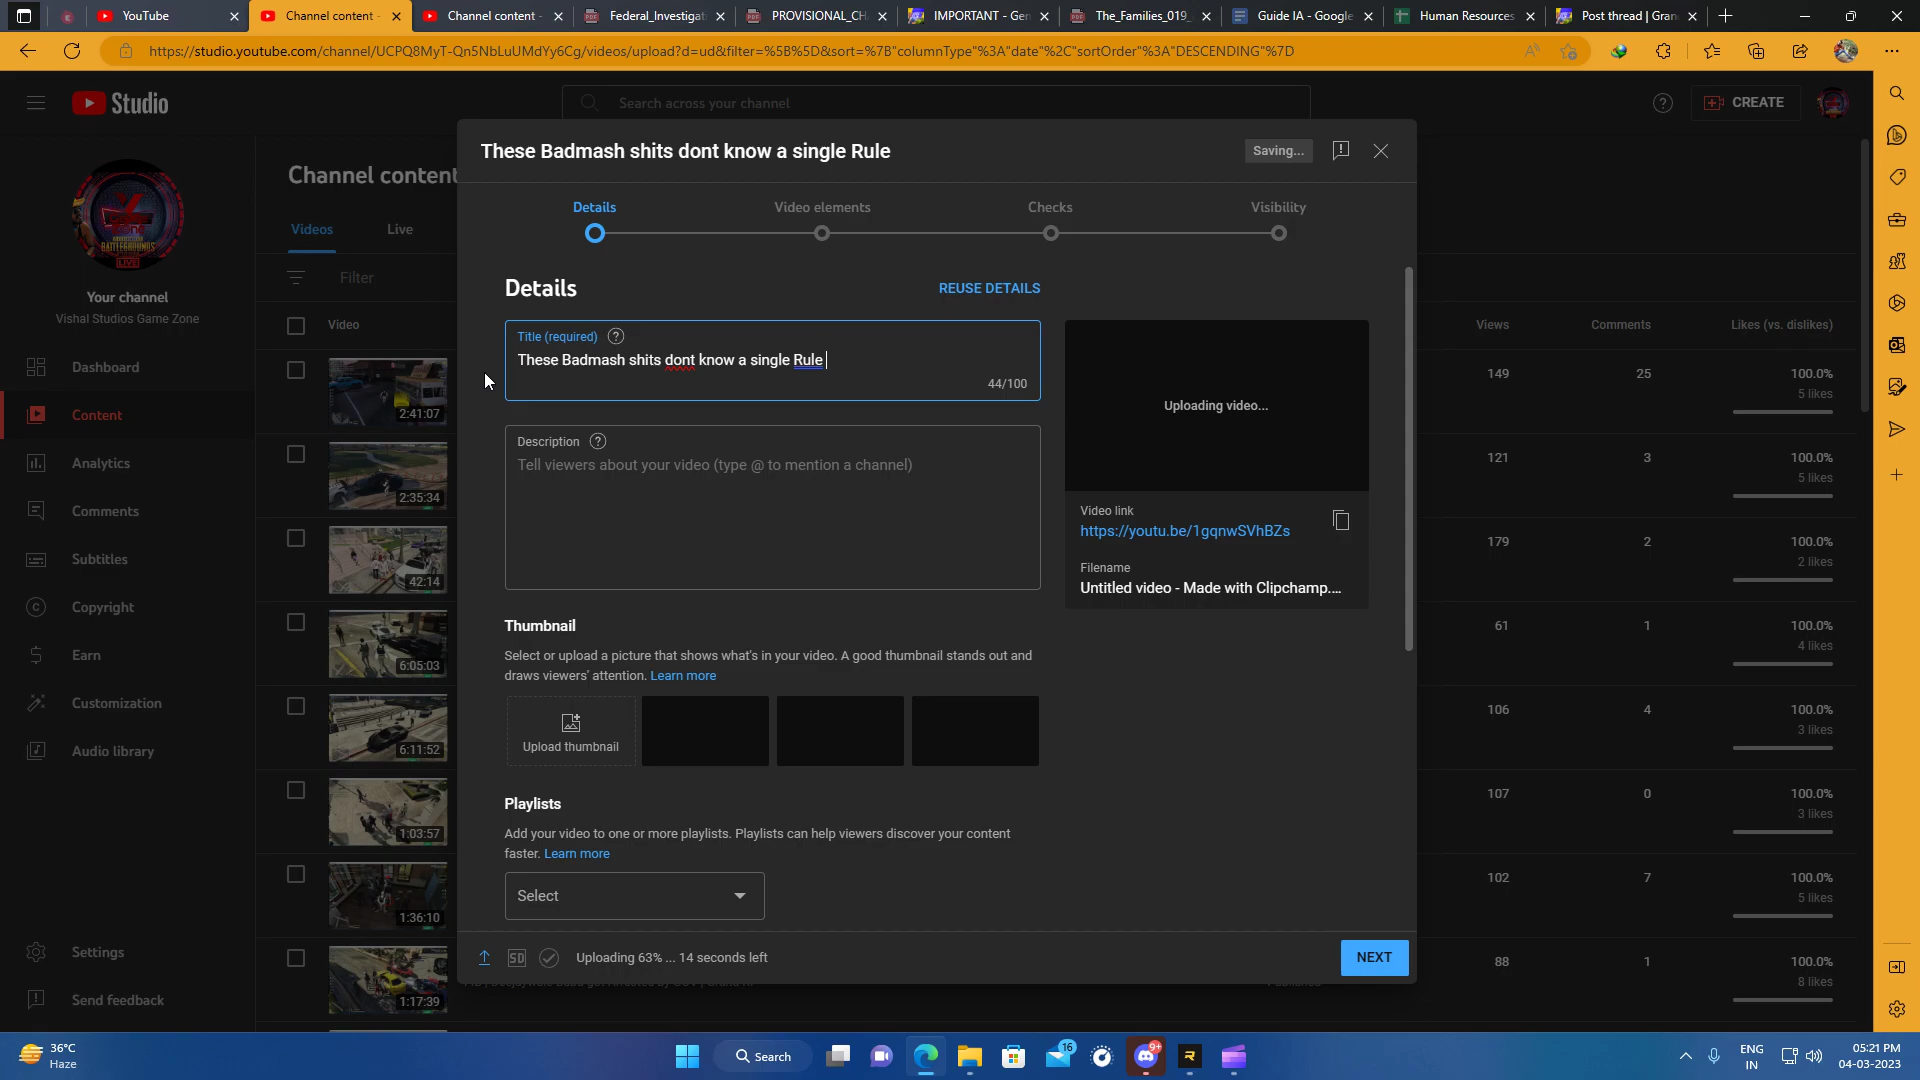 YouTube
Channel content -
Channel content -
Federal_Investigat
PROVISIONAL_CH
IMPORTANT - Gen
The_Families_019_
Guide IA - Google
Human Resources
Post thread | Gran
https://studio.youtube.com/channel/UCPQ8MyT-Qn5NbLuUMdYy6Cg/videos/upload?d=ud&filter=%5B%5D&sort=%7B"columnType"%3A"date"%2C"sortOrder"%3A"DESCENDING"%7D
Studio
Search across your channel
CREATE
Your channel
Vishal Studios Game Zone
Dashboard
Content
Analytics
Comments
Subtitles
Copyright
Earn
Customization
Audio library
Settings
Send feedback
Channel content
Videos
Live
Filter
Video
2:41:07
2:35:34
42:14
6:05:03
6:11:52
1:03:57
1:36:10
1:17:39
These Badmash shits dont know a single Rule
Saving...
Details
Video elements
Checks
Visibility
Details
REUSE DETAILS
Title (required)
These Badmash shits dont know a single Rule
44/100
Description
Tell viewers about your video (type @ to mention a channel)
Thumbnail
Select or upload a picture that shows what's in your video. A good thumbnail stands out and
draws viewers' attention. Learn more
Upload thumbnail
Playlists
Add your video to one or more playlists. Playlists can help viewers discover your content
faster. Learn more
Select
Uploading video...
Video link
https://youtu.be/1gqnwSVhBZs
Filename
Untitled video - Made with Clipchamp....
SD
Uploading 63% ... 14 seconds left
NEXT
Views
Comments
Likes (vs. dislikes)
149
25
100.0%
5 likes
121
3
100.0%
5 likes
179
2
100.0%
2 likes
61
1
100.0%
4 likes
106
4
100.0%
3 likes
107
0
100.0%
3 likes
102
7
100.0%
5 likes
88
1
100.0%
8 likes
36°C
Haze
Search
16
9+
ENG
IN
05:21 PM
04-03-2023